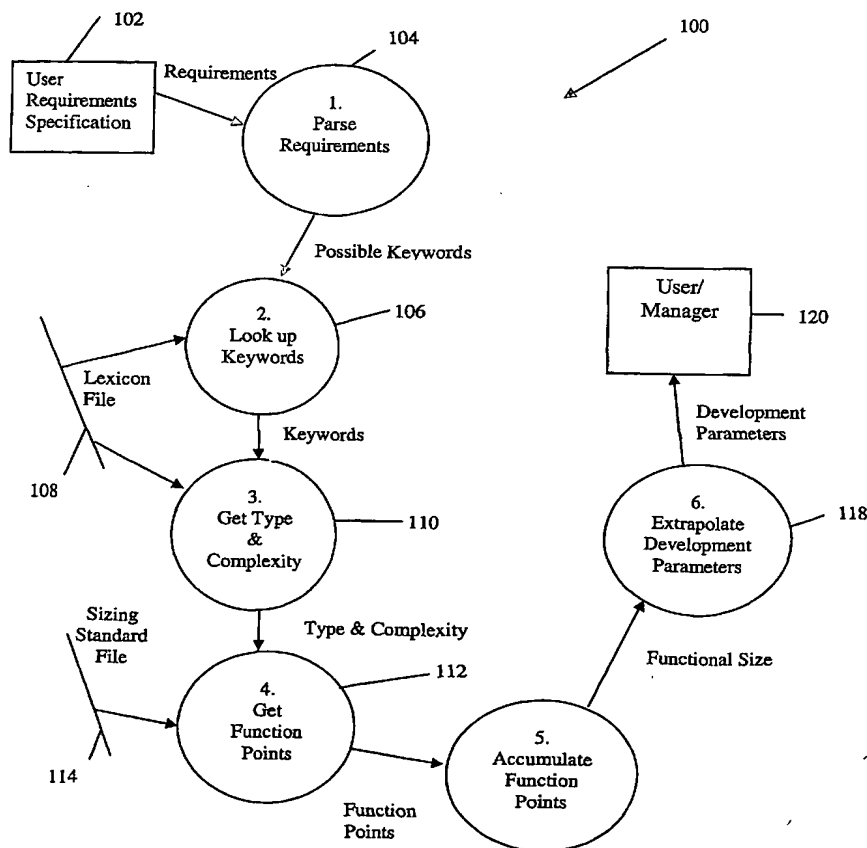 102
104
100
User
Requirements
Specification
Requirements
1.
Parse
Requirements
Possible Keywords
2.
Look up
Keywords
106
User/
Manager
120
Lexicon
File
Keywords
Development
Parameters
108
3.
Get Type
&
Complexity
110
6.
Extrapolate
Development
Parameters
118
Sizing
Standard
File
Type & Complexity
Functional Size
4.
Get
Function
Points
112
114
5.
Accumulate
Function
Points
Function
Points